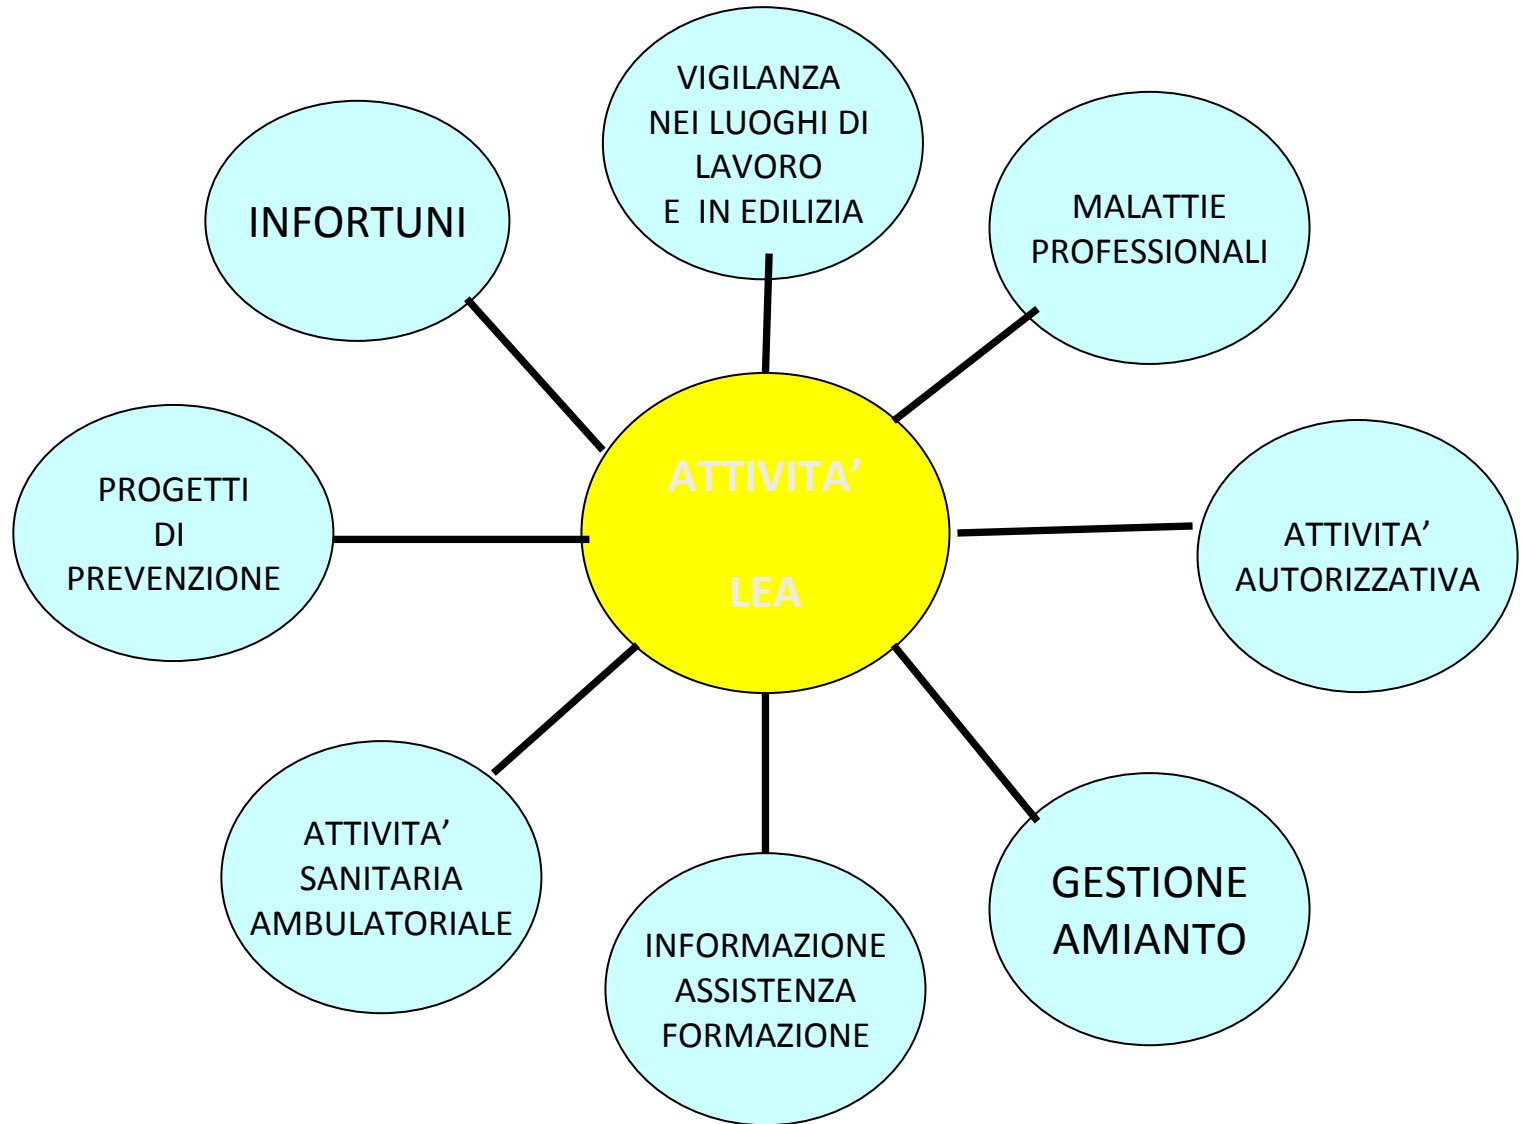 VIGILANZA
NEI LUOGHI DI
LAVORO
E IN EDILIZIA
INFORTUNI
MALATTIE
PROFESSIONALI
PROGETTI
DI
PREVENZIONE
ATTIVITA’
LEA
ATTIVITA’
AUTORIZZATIVA
ATTIVITA’
SANITARIA
AMBULATORIALE
INFORMAZIONE
ASSISTENZA
FORMAZIONE
GESTIONE
AMIANTO